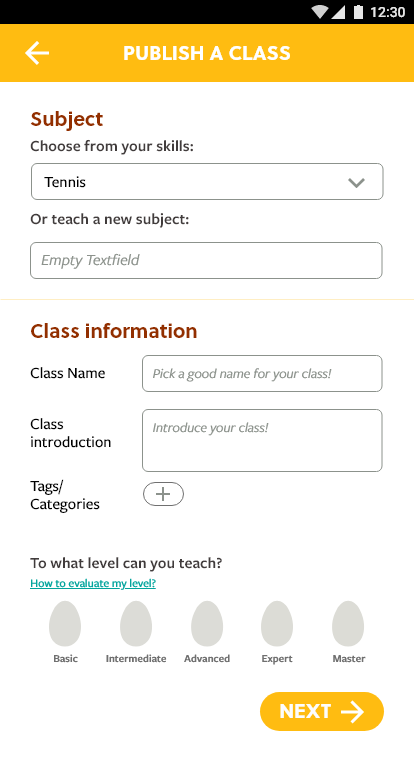 12:30
PUBLISH A CLASS
Subject
Choose from your skills:
Tennis
Or teach a new subject:
Empty Textfield
Class information
Class Name
Pick a good name for your class!
Class
introduction
Introduce your class!
Tags/
Categories
To what level can you teach?
How to evaluate my level?
Basic Intermediate Advanced Expert Master
NEXT